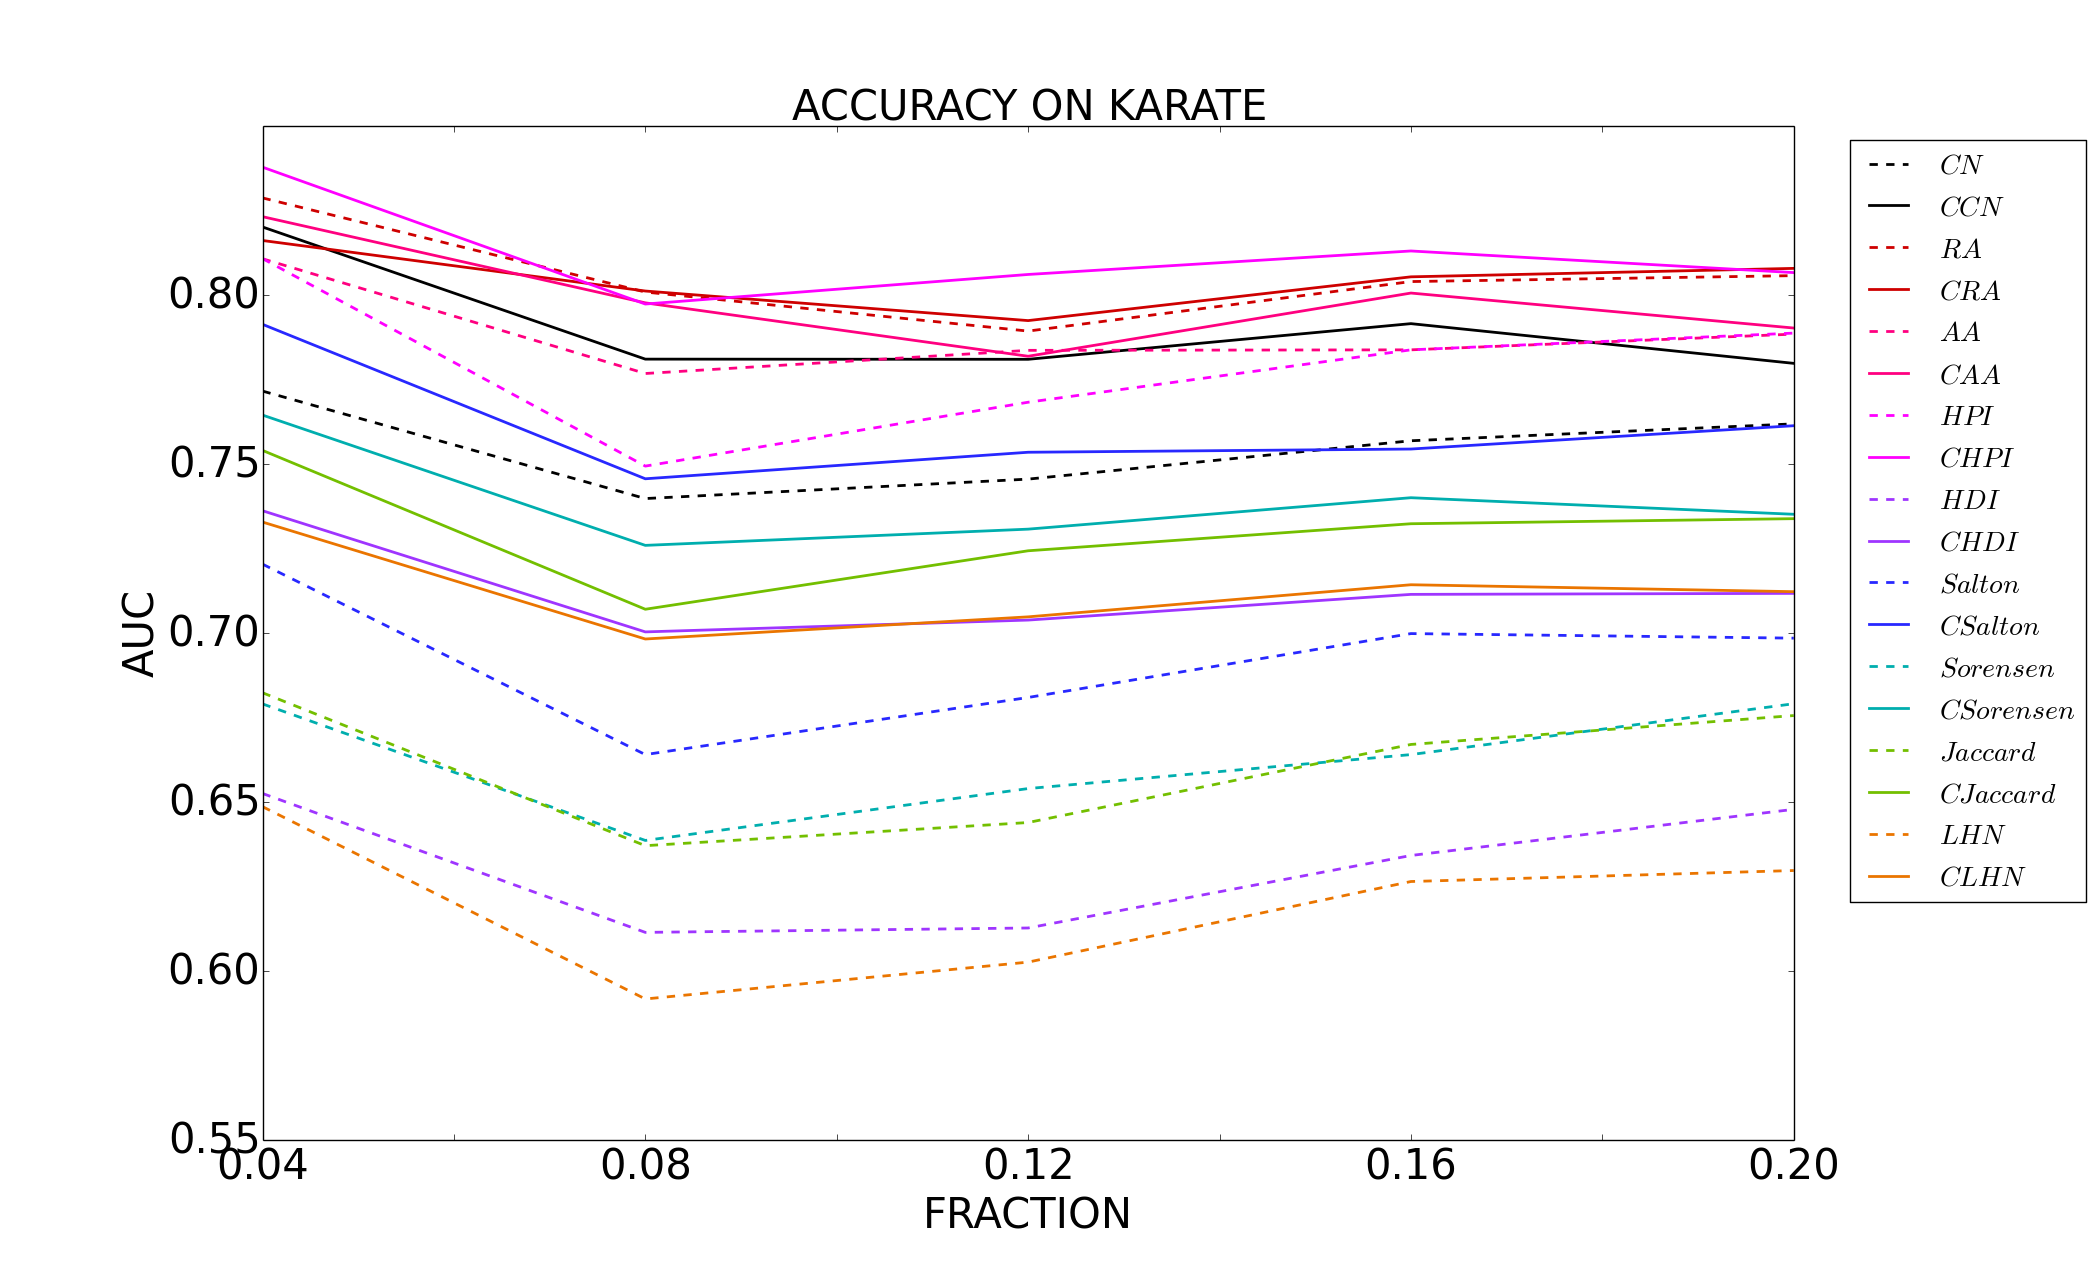 ACCURACY ON KARATE
AUC
0.80
0.75
0.70
0.65
0.60
0.55
0.04 0.08 0.12 0.16 0.20
FRACTION
CN
CCN
RA
CRA
AA
CAA
HPI
CHPI
HDI
CHDI
Salton
CSalton
Sorensen
CSorensen
Jaccard
CJaccard
LHN
CLHN